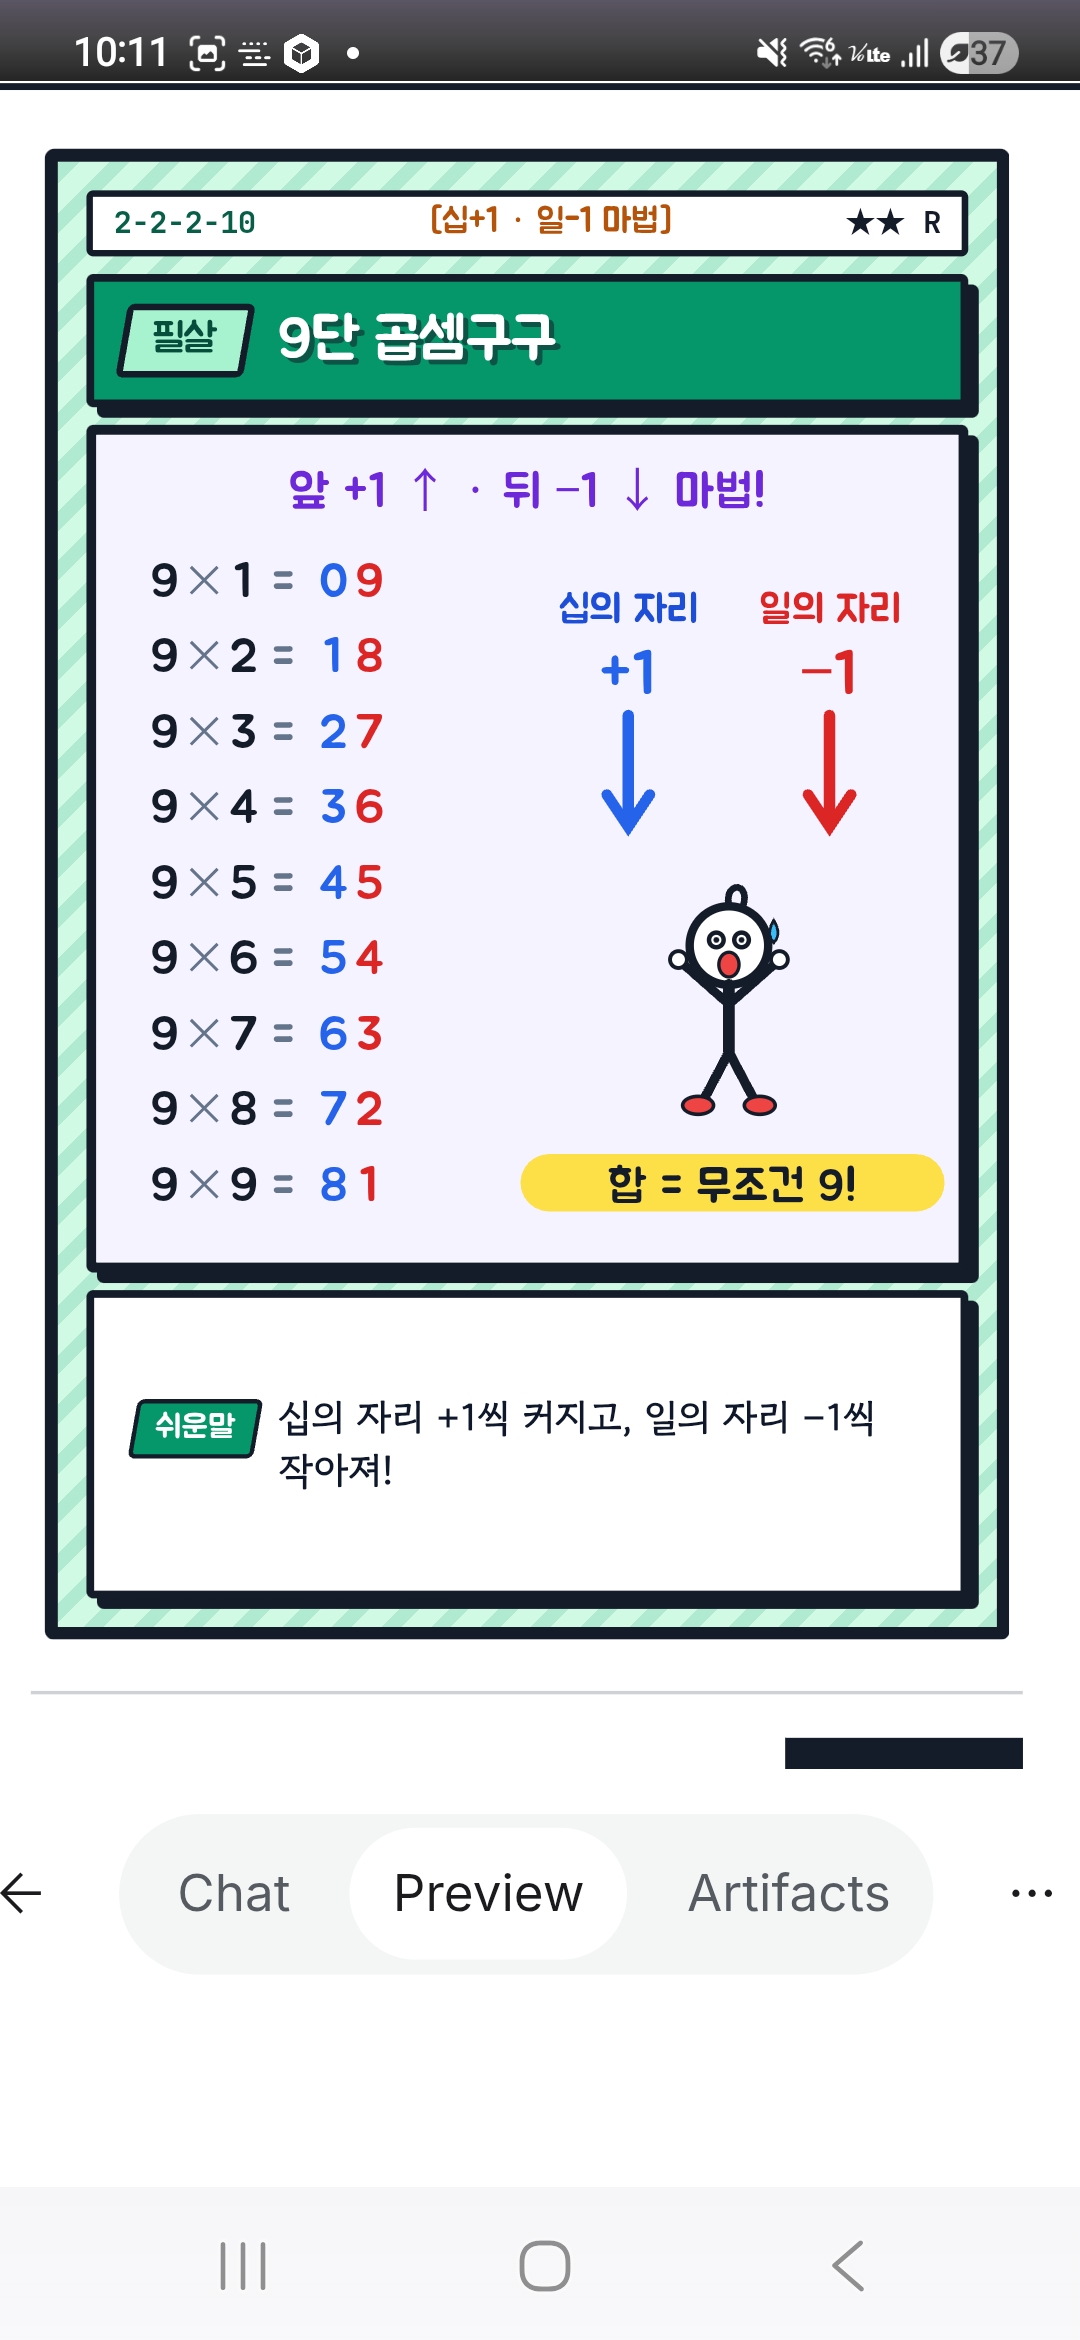 10:11
6
Vo LTE
37
2-2-2-10
[십+1 · 일-1 마법]
★★ R
필살
9단 곱셈구구
앞 +1 ↑ · 뒤 −1 ↓ 마법!
9 × 1 = 09
9 × 2 = 18
9 × 3 = 27
9 × 4 = 36
9 × 5 = 45
9 × 6 = 54
9 × 7 = 63
9 × 8 = 72
9 × 9 = 81
십의 자리
+1
일의 자리
−1
합 = 무조건 9!
쉬운말
십의 자리 +1씩 커지고, 일의 자리 −1씩
작아져!
Chat
Preview
Artifacts